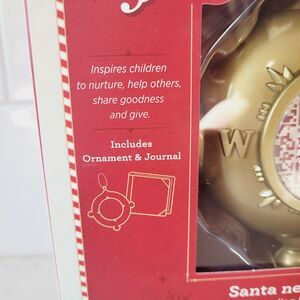 Inspires children
to nurture, help others,
share goodness
and give.
Includes
Ornament & Journal
W
Santa ne